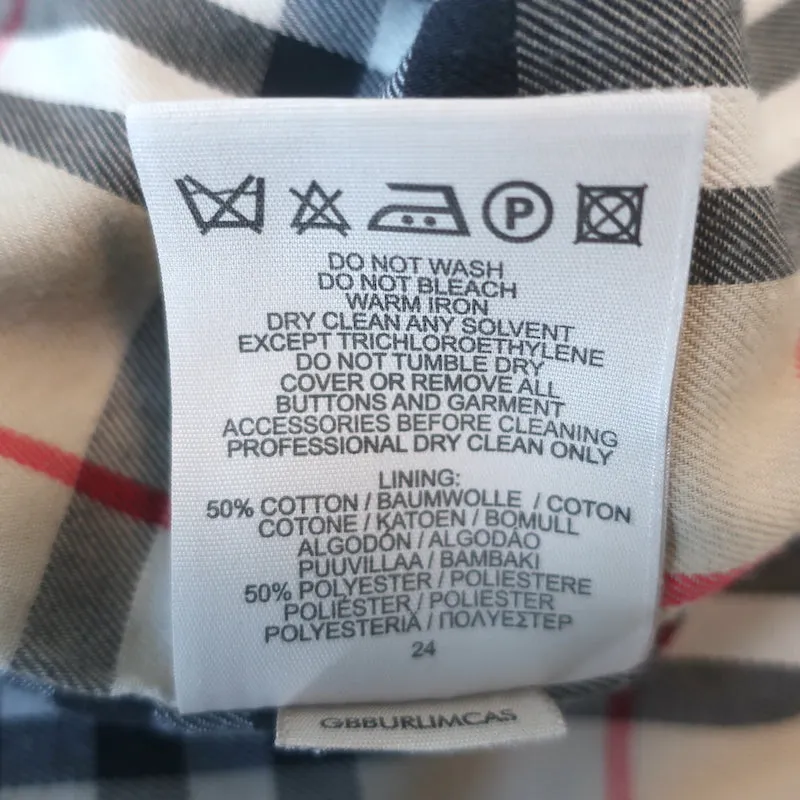 P
DO NOT WASH
DO NOT BLEACH
WARM IRON
DRY CLEAN ANY SOLVENT
EXCEPT TRICHLOROETHYLENE
DO NOT TUMBLE DRY
COVER OR REMOVE ALL
BUTTONS AND GARMENT
ACCESSORIES BEFORE CLEANING
PROFESSIONAL DRY CLEAN ONLY
LINING:
50% COTTON / BAUMWOLLE / COTON
COTONE / KATOEN / BOMULL
ALGODÓN / ALGODÃO
PUUVILLAA / BAMBAKI
50% POLYESTER / POLIESTERE
POLIÉSTER / POLIESTER
POLYESTERIA / ΠΟΛΥΕΣΤΕΡ
24
GBBURLIMCAS